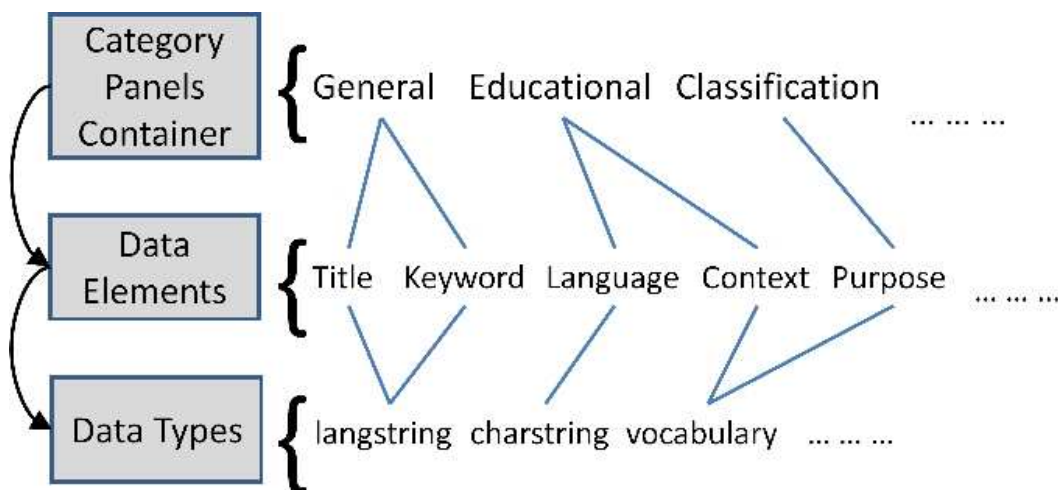 Category
Panels
Container
{ General Educational Classification ... ... ...
Data
Elements
{ Title Keyword Language Context Purpose ... ... ...
Data Types
{ langstring charstring vocabulary ... ... ...